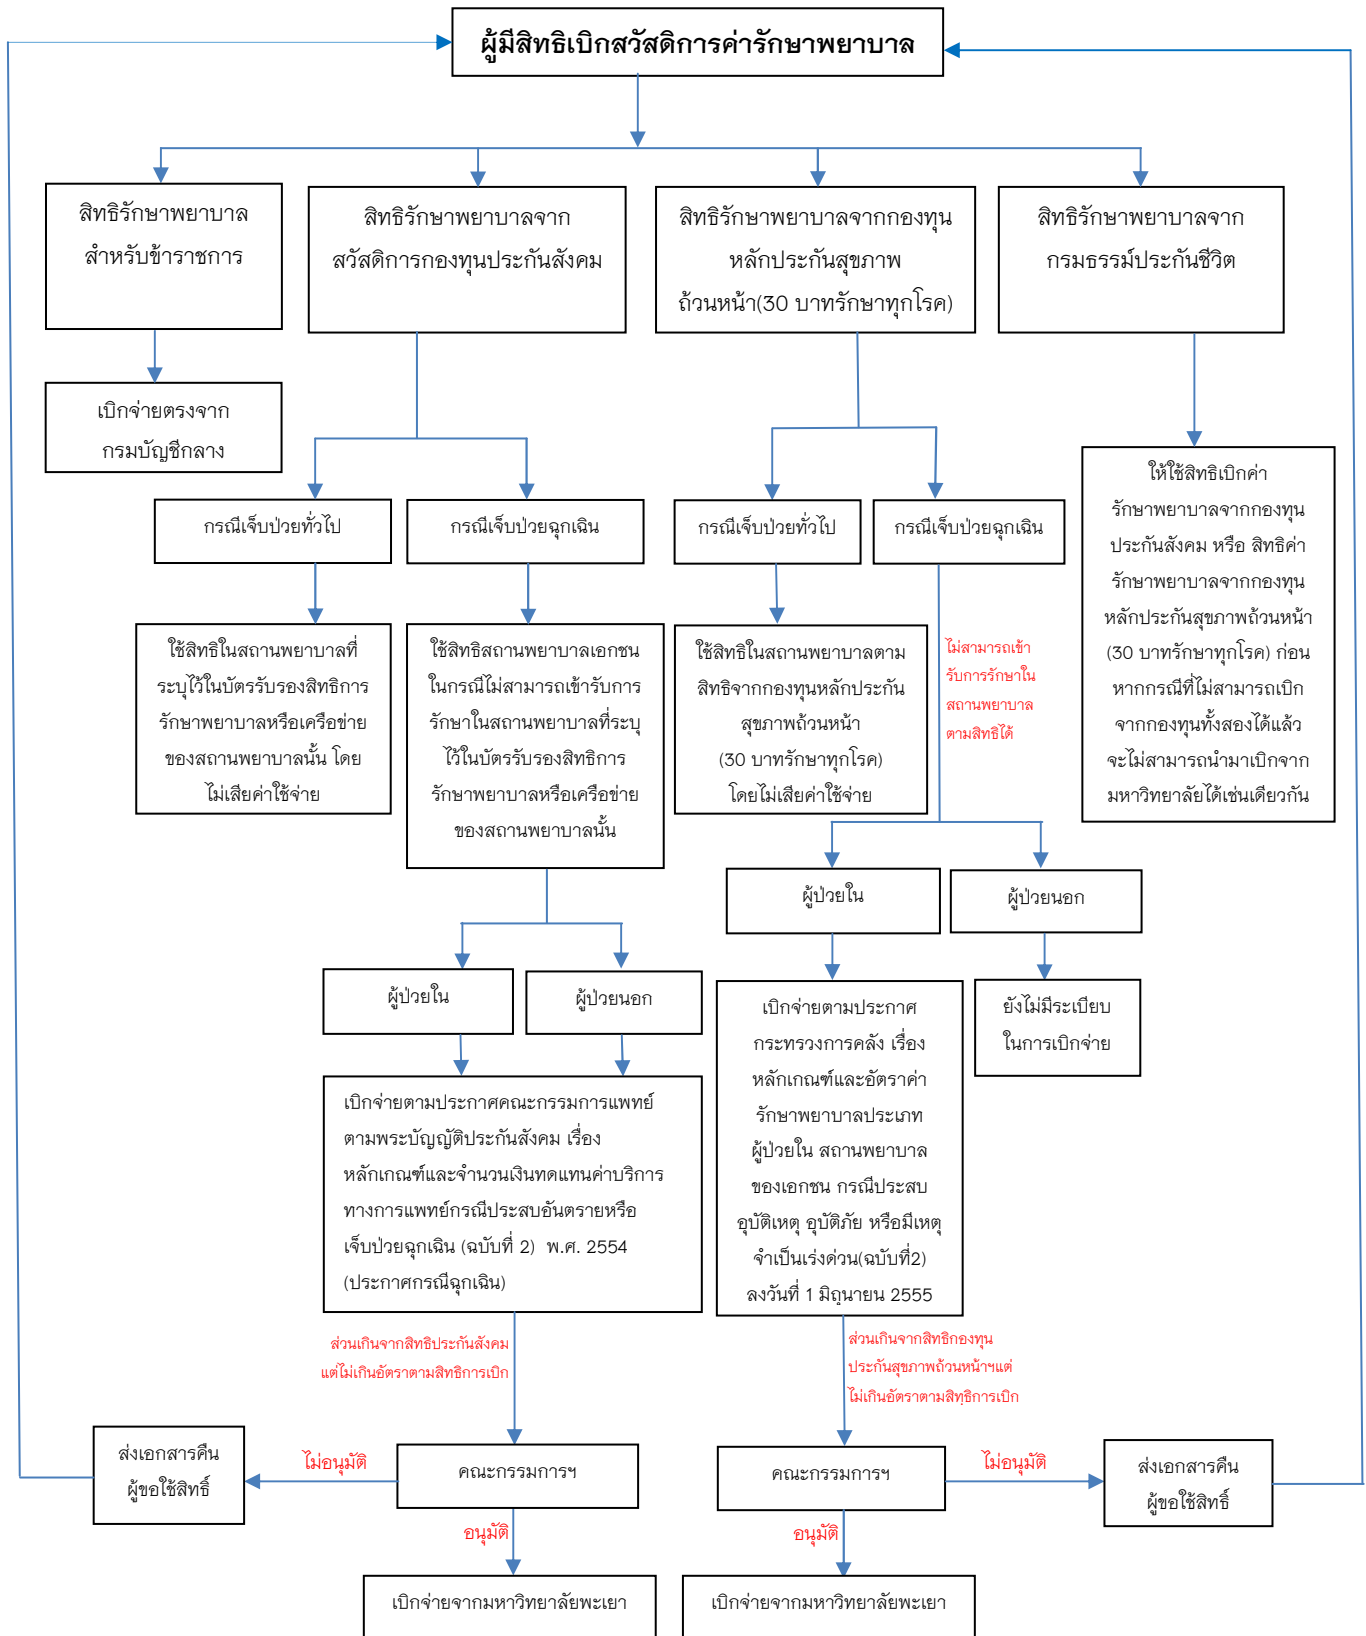 ผู้มีสิทธิเบิกสวัสดิการค่ารักษาพยาบาล
สิทธิรักษาพยาบาล
สำหรับข้าราชการ
สิทธิรักษาพยาบาลจาก
สวัสดิการกองทุนประกันสังคม
สิทธิรักษาพยาบาลจากกองทุน
หลักประกันสุขภาพ
ถ้วนหน้า(30 บาทรักษาทุกโรค)
สิทธิรักษาพยาบาลจาก
กรมธรรม์ประกันชีวิต
เบิกจ่ายตรงจาก
กรมบัญชีกลาง
กรณีเจ็บป่วยทั่วไป
กรณีเจ็บป่วยฉุกเฉิน
กรณีเจ็บป่วยทั่วไป
กรณีเจ็บป่วยฉุกเฉิน
ให้ใช้สิทธิเบิกค่า
รักษาพยาบาลจากกองทุน
ประกันสังคม หรือ สิทธิค่า
รักษาพยาบาลจากกองทุน
หลักประกันสุขภาพถ้วนหน้า
(30 บาทรักษาทุกโรค) ก่อน
หากกรณีที่ไม่สามารถเบิก
จากกองทุนทั้งสองได้แล้ว
จะไม่สามารถนำมาเบิกจาก
มหาวิทยาลัยได้เช่นเดียวกัน
ใช้สิทธิในสถานพยาบาลที่
ระบุไว้ในบัตรรับรองสิทธิการ
รักษาพยาบาลหรือเครือข่าย
ของสถานพยาบาลนั้น โดย
ไม่เสียค่าใช้จ่าย
ใช้สิทธิสถานพยาบาลเอกชน
ในกรณีไม่สามารถเข้ารับการ
รักษาในสถานพยาบาลที่ระบุ
ไว้ในบัตรรับรองสิทธิการ
รักษาพยาบาลหรือเครือข่าย
ของสถานพยาบาลนั้น
ใช้สิทธิในสถานพยาบาลตาม
สิทธิจากกองทุนหลักประกัน
สุขภาพถ้วนหน้า
(30 บาทรักษาทุกโรค)
โดยไม่เสียค่าใช้จ่าย
ไม่สามารถเข้า
รับการรักษาใน
สถานพยาบาล
ตามสิทธิได้
ผู้ป่วยใน
ผู้ป่วยนอก
ผู้ป่วยใน
ผู้ป่วยนอก
เบิกจ่ายตามประกาศคณะกรรมการแพทย์
ตามพระบัญญัติประกันสังคม เรื่อง
หลักเกณฑ์และจำนวนเงินทดแทนค่าบริการ
ทางการแพทย์กรณีประสบอันตรายหรือ
เจ็บป่วยฉุกเฉิน (ฉบับที่ 2) พ.ศ. 2554
(ประกาศกรณีฉุกเฉิน)
เบิกจ่ายตามประกาศ
กระทรวงการคลัง เรื่อง
หลักเกณฑ์และอัตราค่า
รักษาพยาบาลประเภท
ผู้ป่วยใน สถานพยาบาล
ของเอกชน กรณีประสบ
อุบัติเหตุ อุบัติภัย หรือมีเหตุ
จำเป็นเร่งด่วน(ฉบับที่2)
ลงวันที่ 1 มิถุนายน 2555
ยังไม่มีระเบียบ
ในการเบิกจ่าย
ส่วนเกินจากสิทธิประกันสังคม
แต่ไม่เกินอัตราตามสิทธิการเบิก
ส่วนเกินจากสิทธิกองทุน
ประกันสุขภาพถ้วนหน้าฯแต่
ไม่เกินอัตราตามสิทธิการเบิก
ส่งเอกสารคืน
ผู้ขอใช้สิทธิ์
ไม่อนุมัติ
คณะกรรมการฯ
คณะกรรมการฯ
ไม่อนุมัติ
ส่งเอกสารคืน
ผู้ขอใช้สิทธิ์
อนุมัติ
อนุมัติ
เบิกจ่ายจากมหาวิทยาลัยพะเยา
เบิกจ่ายจากมหาวิทยาลัยพะเยา